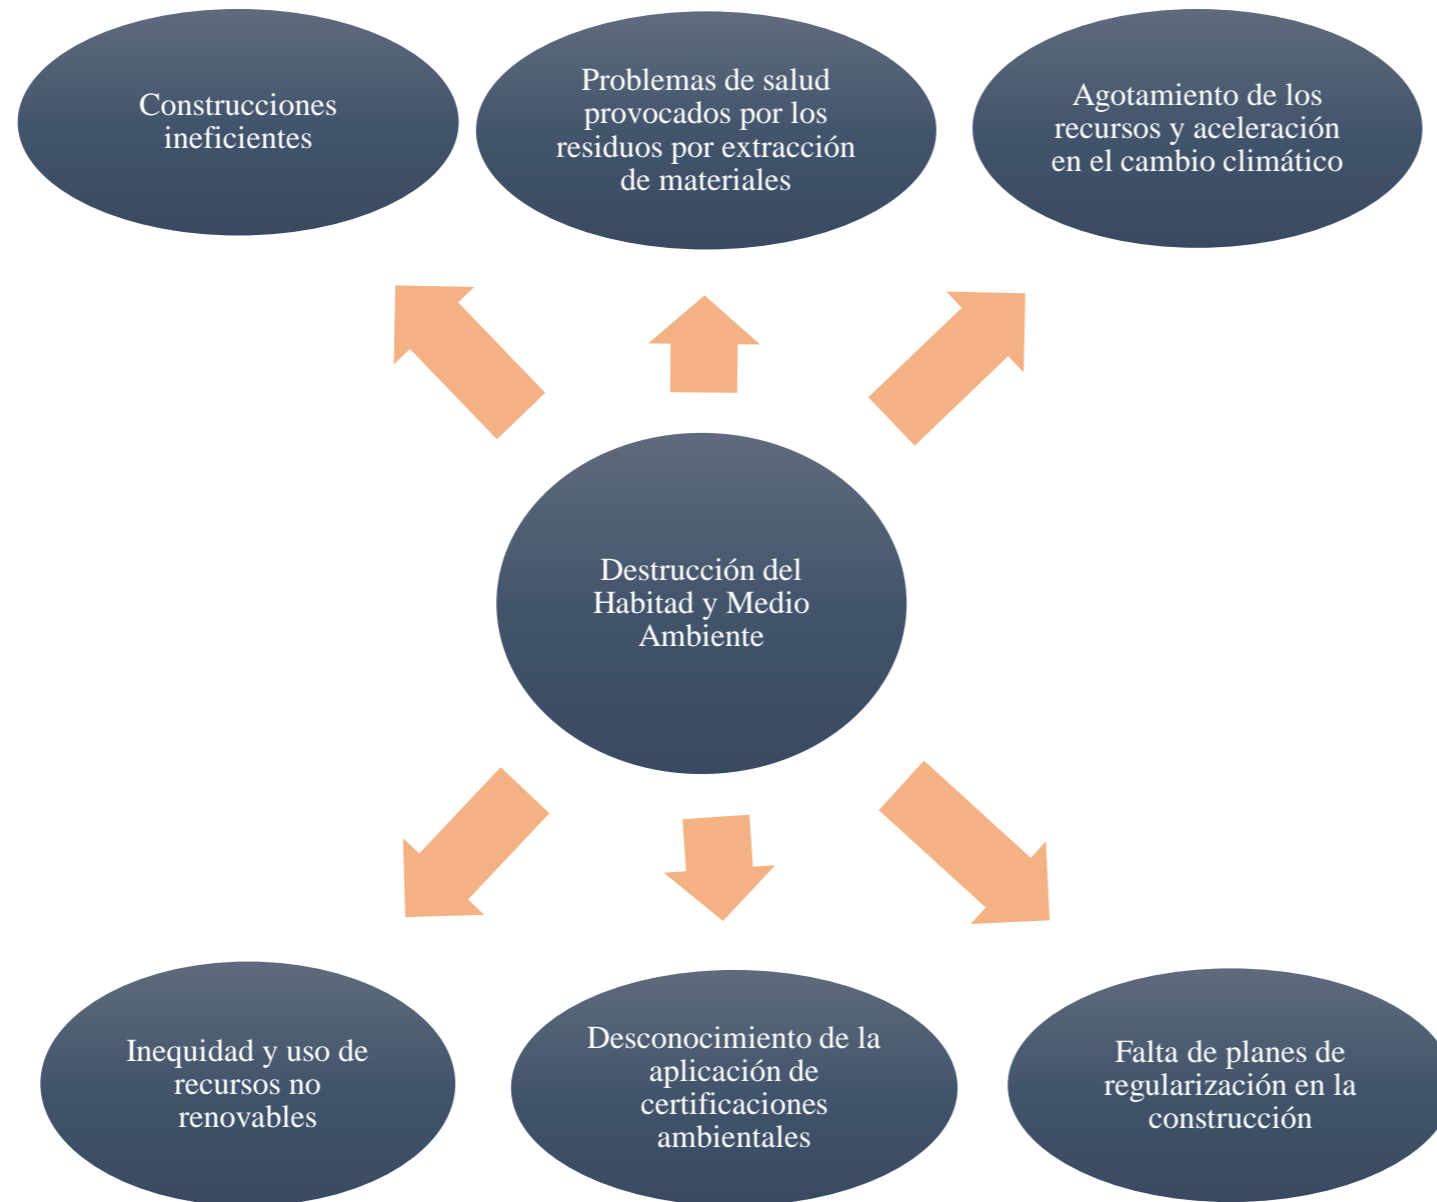 Construcciones
ineficientes
Problemas de salud
provocados por los
residuos por extracción
de materiales
Agotamiento de los
recursos y aceleración
en el cambio climático
Destrucción del
Habitad y Medio
Ambiente
Inequidad y uso de
recursos no
renovables
Desconocimiento de la
aplicación de
certificaciones
ambientales
Falta de planes de
regularización en la
construcción